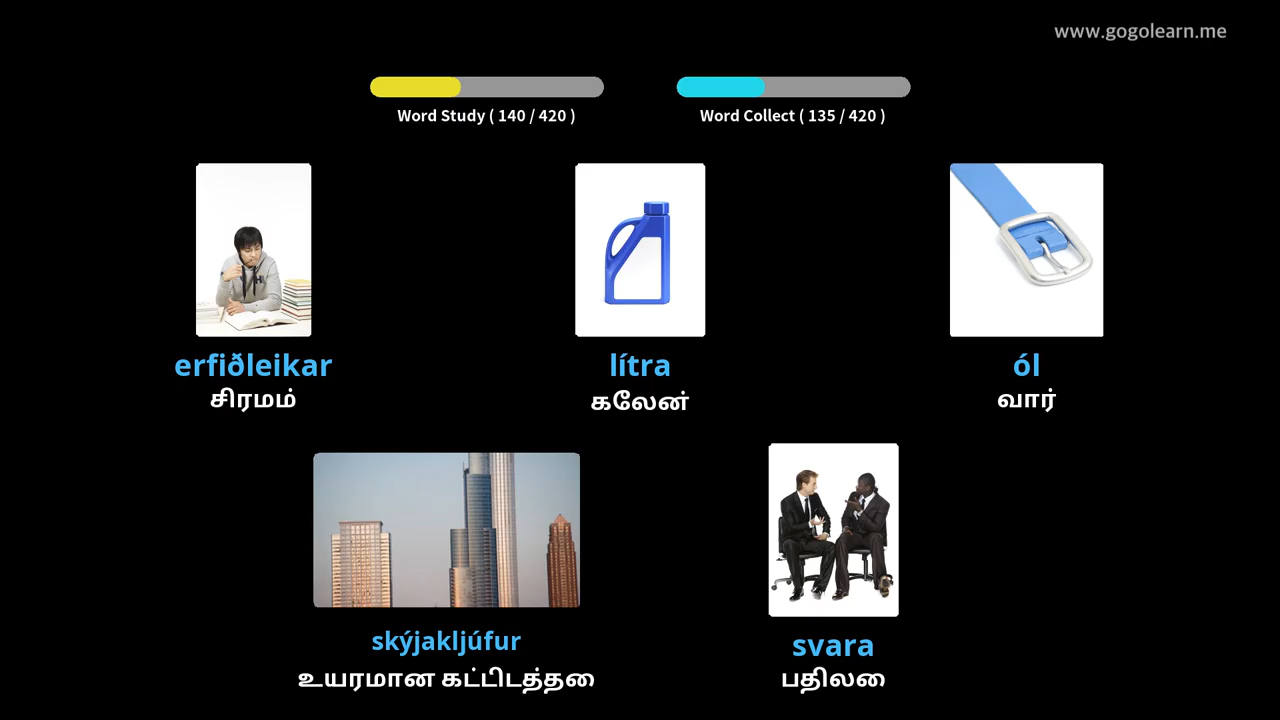 www.gogolearn.me
Word Study ( 140 / 420 )
Word Collect ( 135 / 420 )
erfiðleikar
சிரமம்
lítra
கலேன்
ól
வார்
skýjakljúfur
உயரமான கட்டிடத்தை
svara
பதிலை